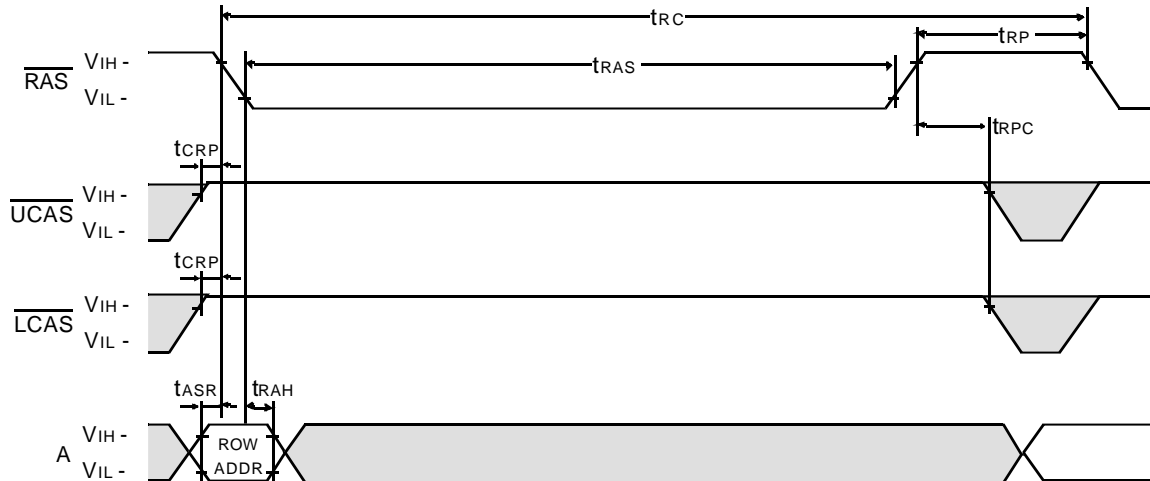 tRC
tRP
RAS VIH -
VIL -
tRAS
tRPC
tCRP
UCAS VIH -
VIL -
tCRP
LCAS VIH -
VIL -
tASR tRAH
A VIH -
VIL -
ROW
ADDR